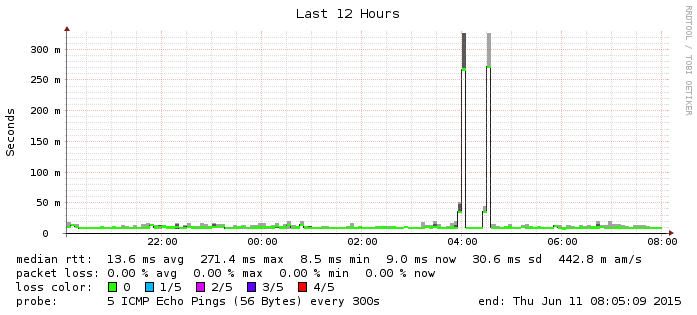 Last 12 Hours
RRDTOOL / TOBI OETIKER
Seconds
300 m
250 m
200 m
150 m
100 m
50 m
0
22:00 00:00 02:00 04:00 06:00 08:00
median rtt: 13.6 ms avg 271.4 ms max 8.5 ms min 9.0 ms now 30.6 ms sd 442.8 m am/s
packet loss: 0.00 % avg 0.00 % max 0.00 % min 0.00 % now
loss color: 0 1/5 2/5 3/5 4/5
probe: 5 ICMP Echo Pings (56 Bytes) every 300s end: Thu Jun 11 08:05:09 2015